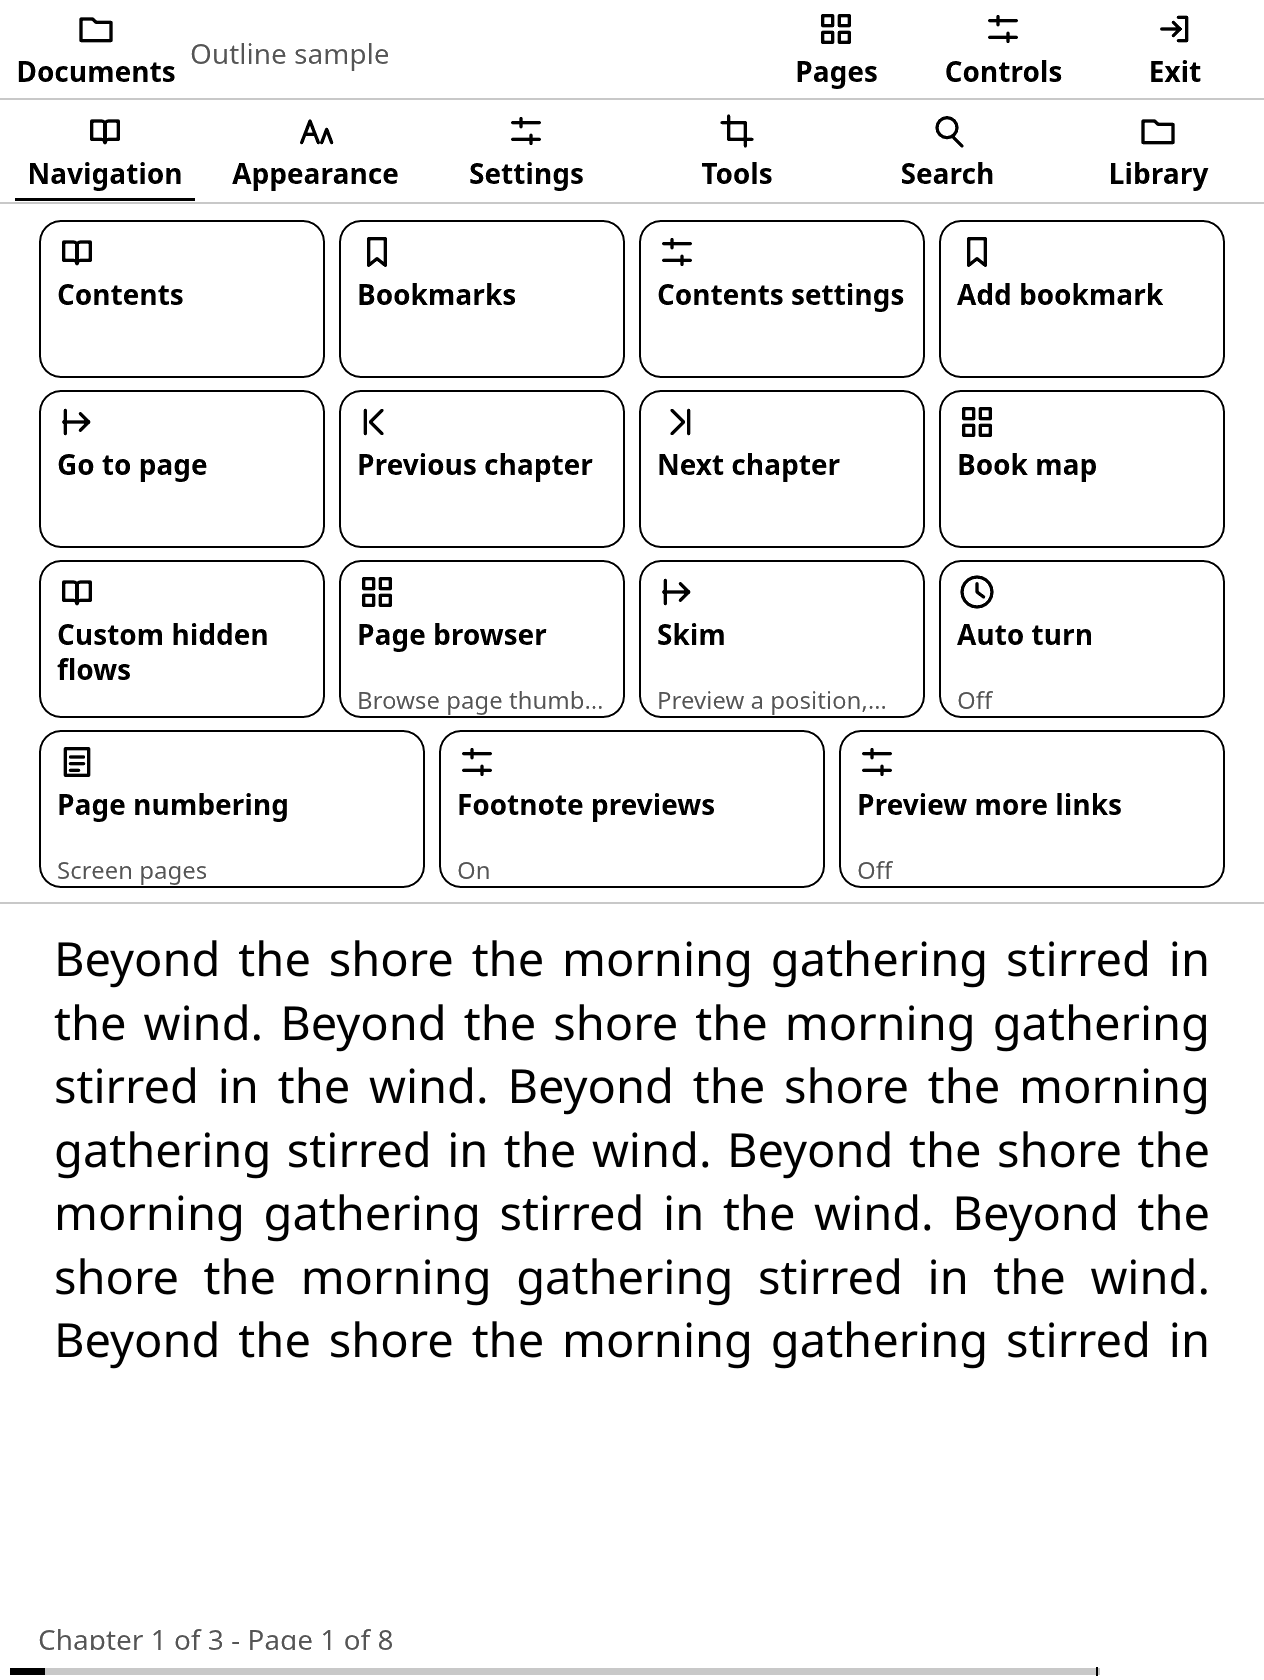 Documents
Outline sample
Pages
Controls
Exit
Navigation
Appearance
Settings
Tools
Search
Library
Contents
Bookmarks
Contents settings
Add bookmark
Go to page
Previous chapter
Next chapter
Book map
Custom hidden
flows
Page browser
Browse page thumb...
Skim
Preview a position,...
Auto turn
Off
Page numbering
Screen pages
Footnote previews
On
Preview more links
Off
Beyond the shore the morning gathering stirred in
the wind. Beyond the shore the morning gathering
stirred in the wind. Beyond the shore the morning
gathering stirred in the wind. Beyond the shore the
morning gathering stirred in the wind. Beyond the
shore the morning gathering stirred in the wind.
Beyond the shore the morning gathering stirred in
Chapter 1 of 3 - Page 1 of 8